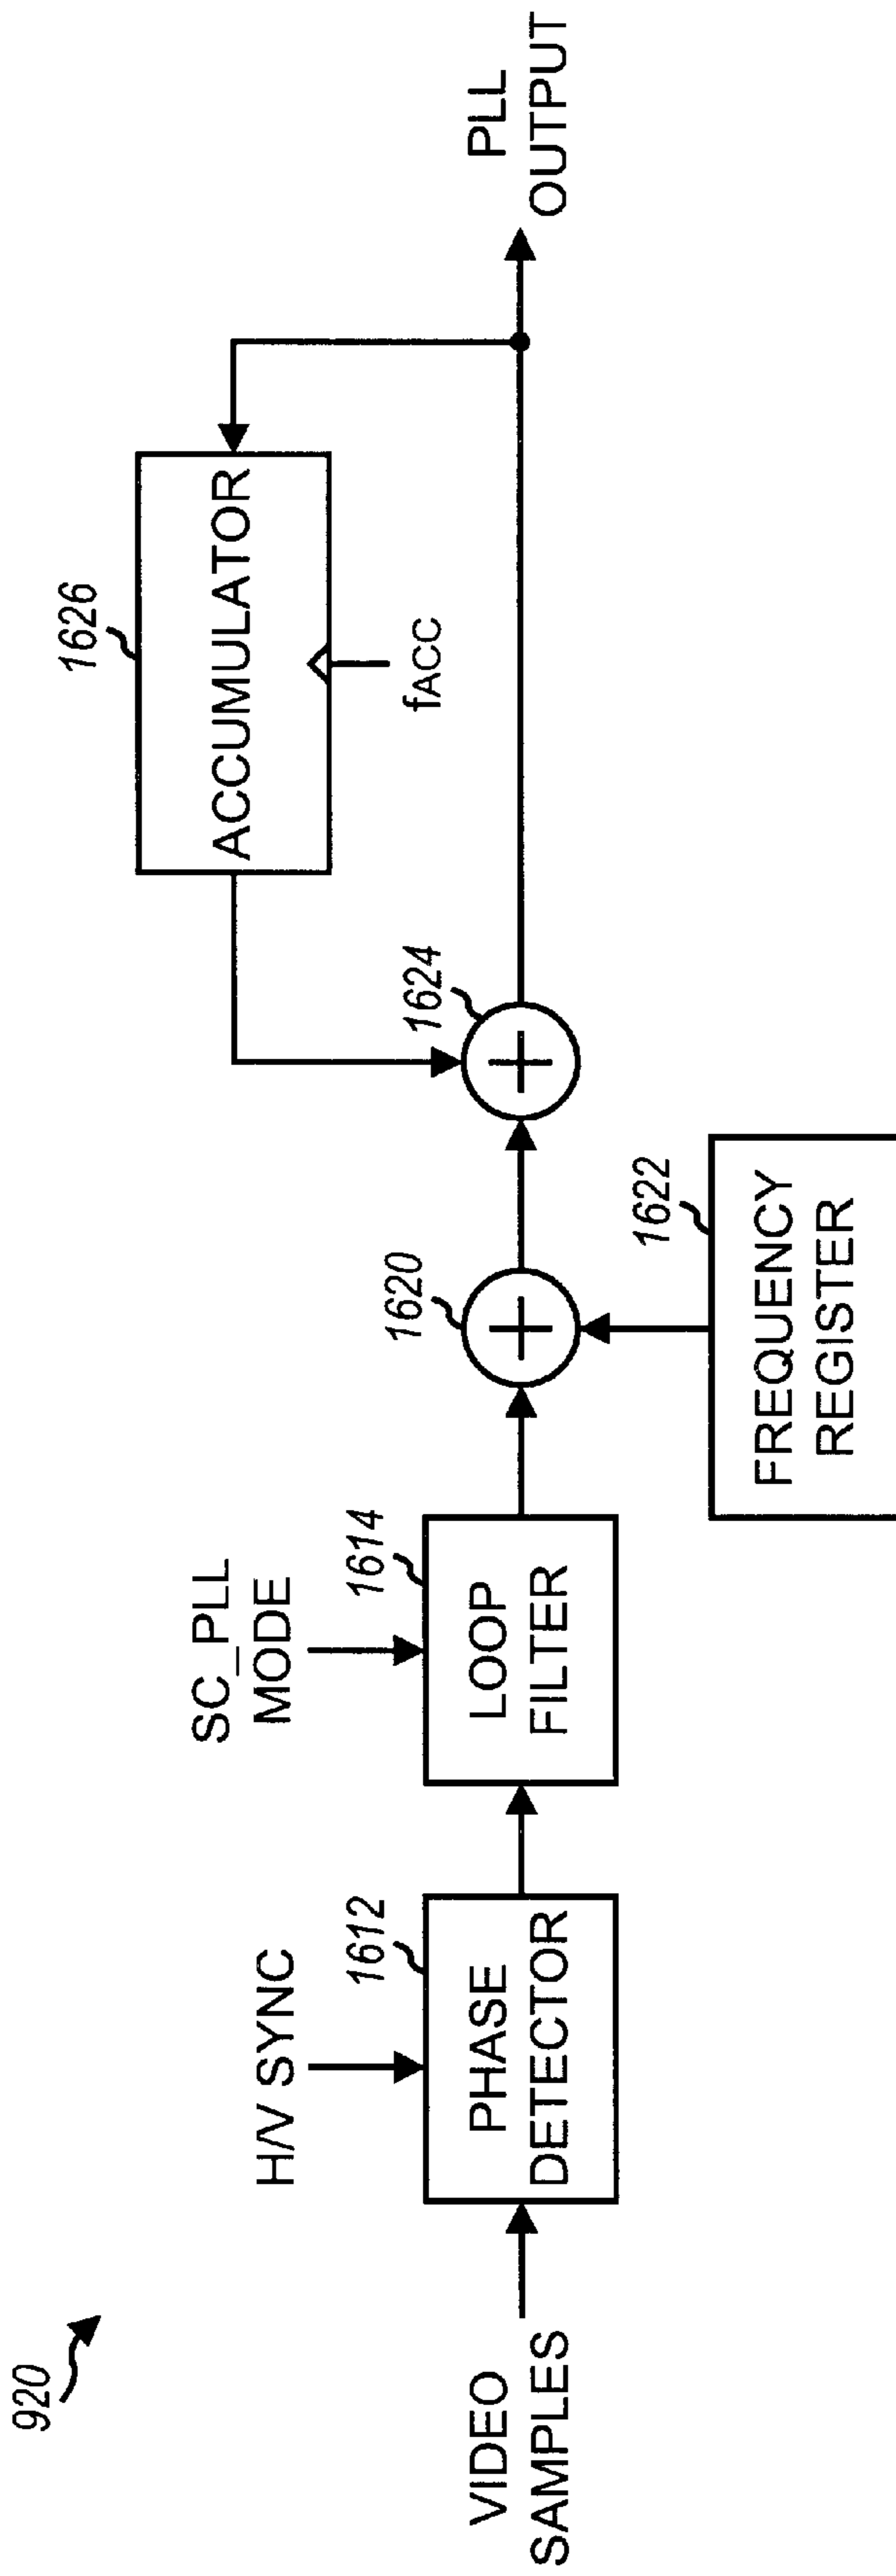 920
VIDEO
SAMPLES
H/V SYNC
1612
PHASE
DETECTOR
SC_PLL
MODE
1614
LOOP
FILTER
1620
1622
FREQUENCY
REGISTER
1624
1626
ACCUMULATOR
fACC
PLL
OUTPUT